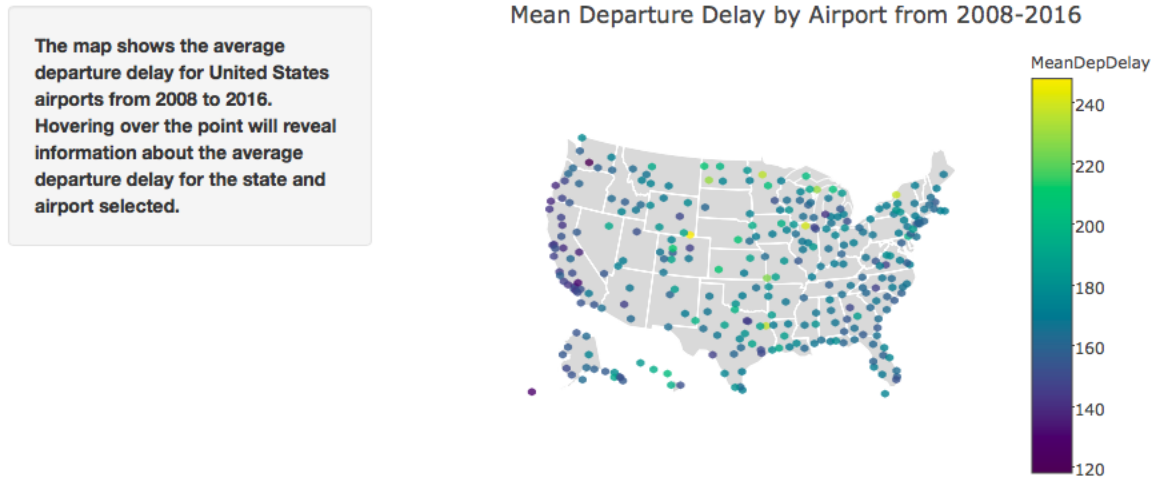 The map shows the average
departure delay for United States
airports from 2008 to 2016.
Hovering over the point will reveal
information about the average
departure delay for the state and
airport selected.
Mean Departure Delay by Airport from 2008-2016
MeanDepDelay
240
220
200
180
160
140
120